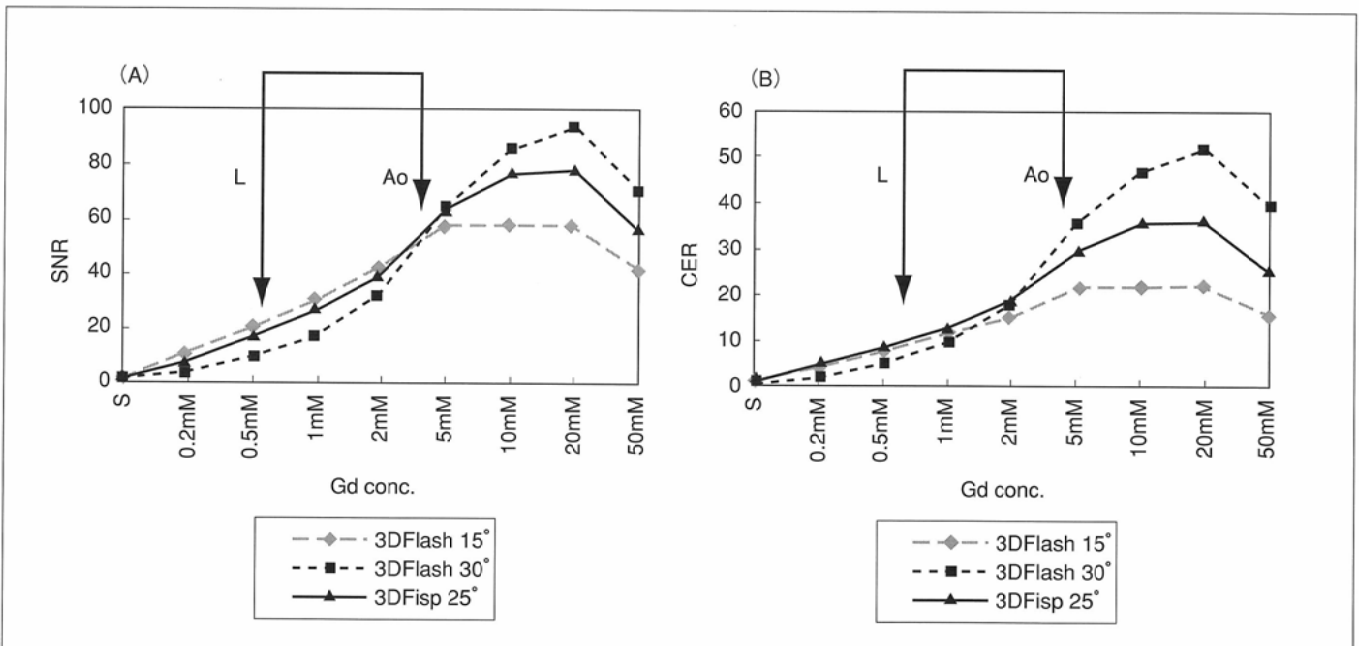 (A)
100
80
60
40
20
0
SNR
L
Ao
S
0.2mM
0.5mM
1mM
2mM
5mM
10mM
20mM
50mM
Gd conc.
3DFlash 15°
3DFlash 30°
3DFisp 25°
(B)
60
50
40
30
20
10
0
CER
L
Ao
S
0.2mM
0.5mM
1mM
2mM
5mM
10mM
20mM
50mM
Gd conc.
3DFlash 15°
3DFlash 30°
3DFisp 25°